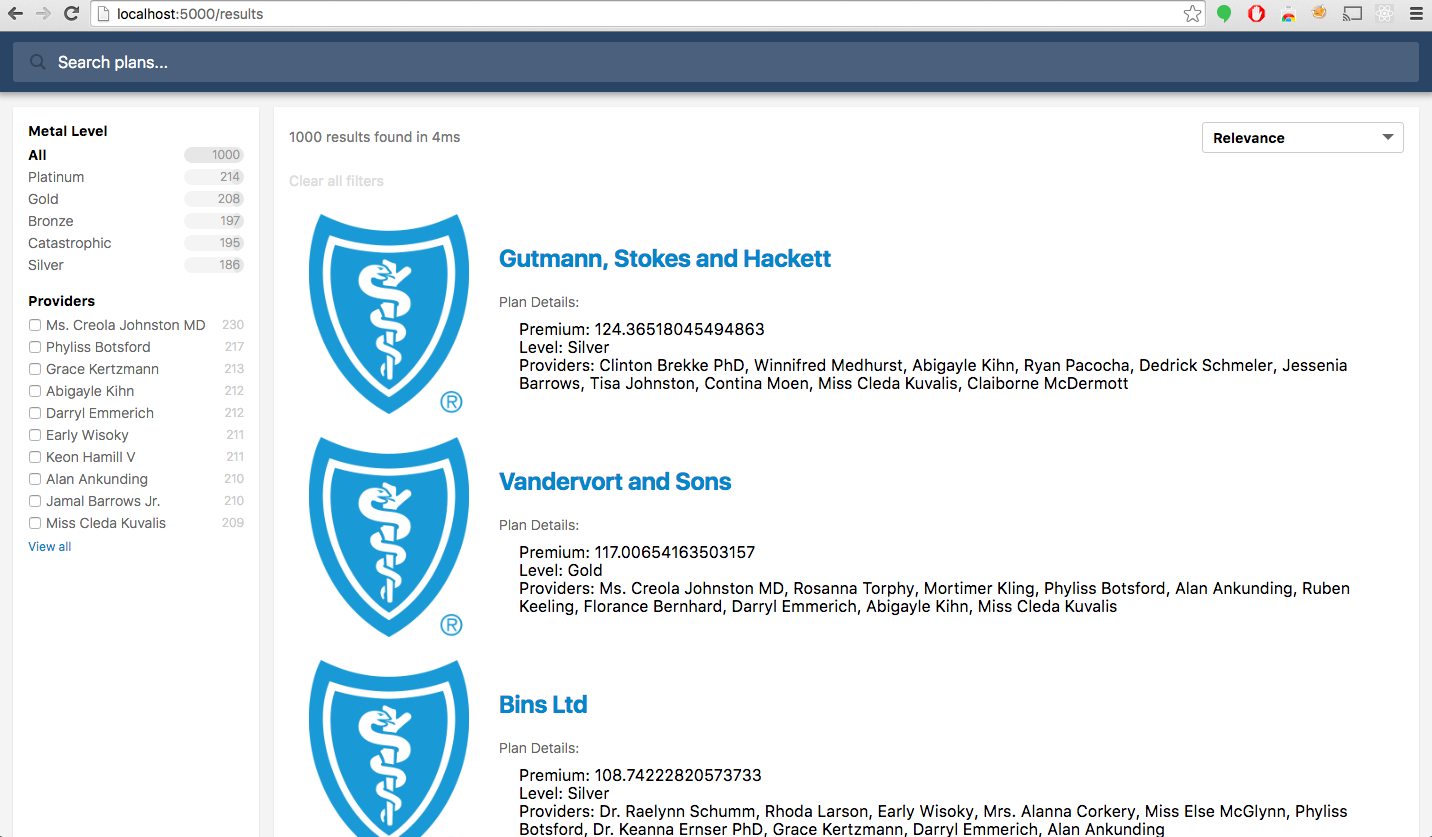 localhost:5000/results
Search plans...
Metal Level
All 1000
Platinum 214
Gold 208
Bronze 197
Catastrophic 195
Silver 186
Providers
Ms. Creola Johnston MD 230
Phyliss Botsford 217
Grace Kertzmann 213
Abigayle Kihn 212
Darryl Emmerich 212
Early Wisoky 211
Keon Hamill V 211
Alan Ankunding 210
Jamal Barrows Jr. 210
Miss Cleda Kuvalis 209
View all
1000 results found in 4ms
Relevance
Clear all filters
®
Gutmann, Stokes and Hackett
Plan Details:
Premium: 124.36518045494863
Level: Silver
Providers: Clinton Brekke PhD, Winnifred Medhurst, Abigayle Kihn, Ryan Pacocha, Dedrick Schmeler, Jessenia
Barrows, Tisa Johnston, Contina Moen, Miss Cleda Kuvalis, Claiborne McDermott
®
Vandervort and Sons
Plan Details:
Premium: 117.00654163503157
Level: Gold
Providers: Ms. Creola Johnston MD, Rosanna Torphy, Mortimer Kling, Phyliss Botsford, Alan Ankunding, Ruben
Keeling, Florance Bernhard, Darryl Emmerich, Abigayle Kihn, Miss Cleda Kuvalis
Bins Ltd
Plan Details:
Premium: 108.74222820573733
Level: Silver
Providers: Dr. Raelynn Schumm, Rhoda Larson, Early Wisoky, Mrs. Alanna Corkery, Miss Else McGlynn, Phyliss
Botsford, Dr. Keanna Ernser PhD, Grace Kertzmann, Darryl Emmerich, Alan Ankunding